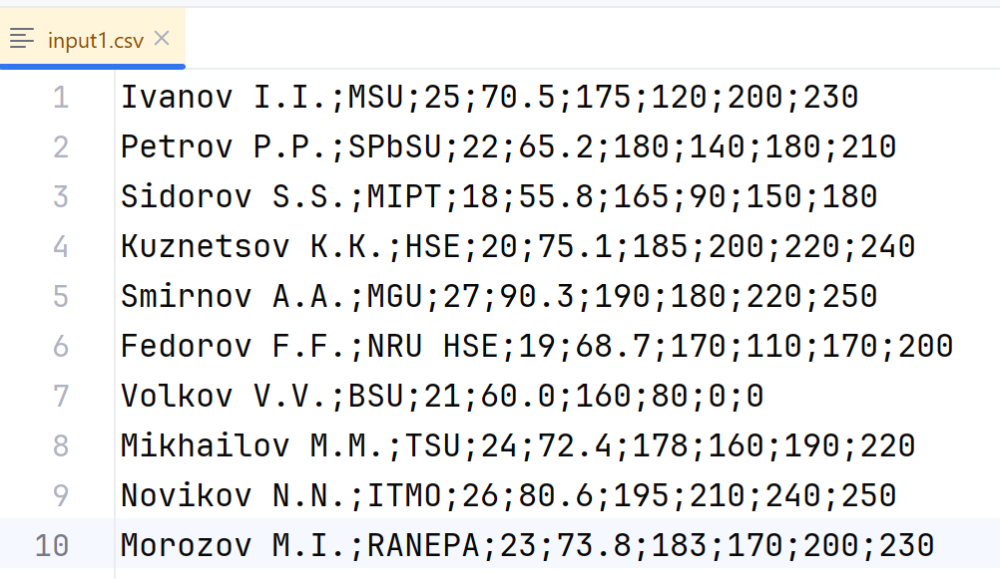 input1.csv
1 Ivanov I.I.;MSU;25;70.5;175;120;200;230
2 Petrov P.P.;SPbSU;22;65.2;180;140;180;210
3 Sidorov S.S.;MIPT;18;55.8;165;90;150;180
4 Kuznetsov K.K.;HSE;20;75.1;185;200;220;240
5 Smirnov A.A.;MGU;27;90.3;190;180;220;250
6 Fedorov F.F.;NRU HSE;19;68.7;170;110;170;200
7 Volkov V.V.;BSU;21;60.0;160;80;0;0
8 Mikhailov M.M.;TSU;24;72.4;178;160;190;220
9 Novikov N.N.;ITMO;26;80.6;195;210;240;250
10 Morozov M.I.;RANEPA;23;73.8;183;170;200;230